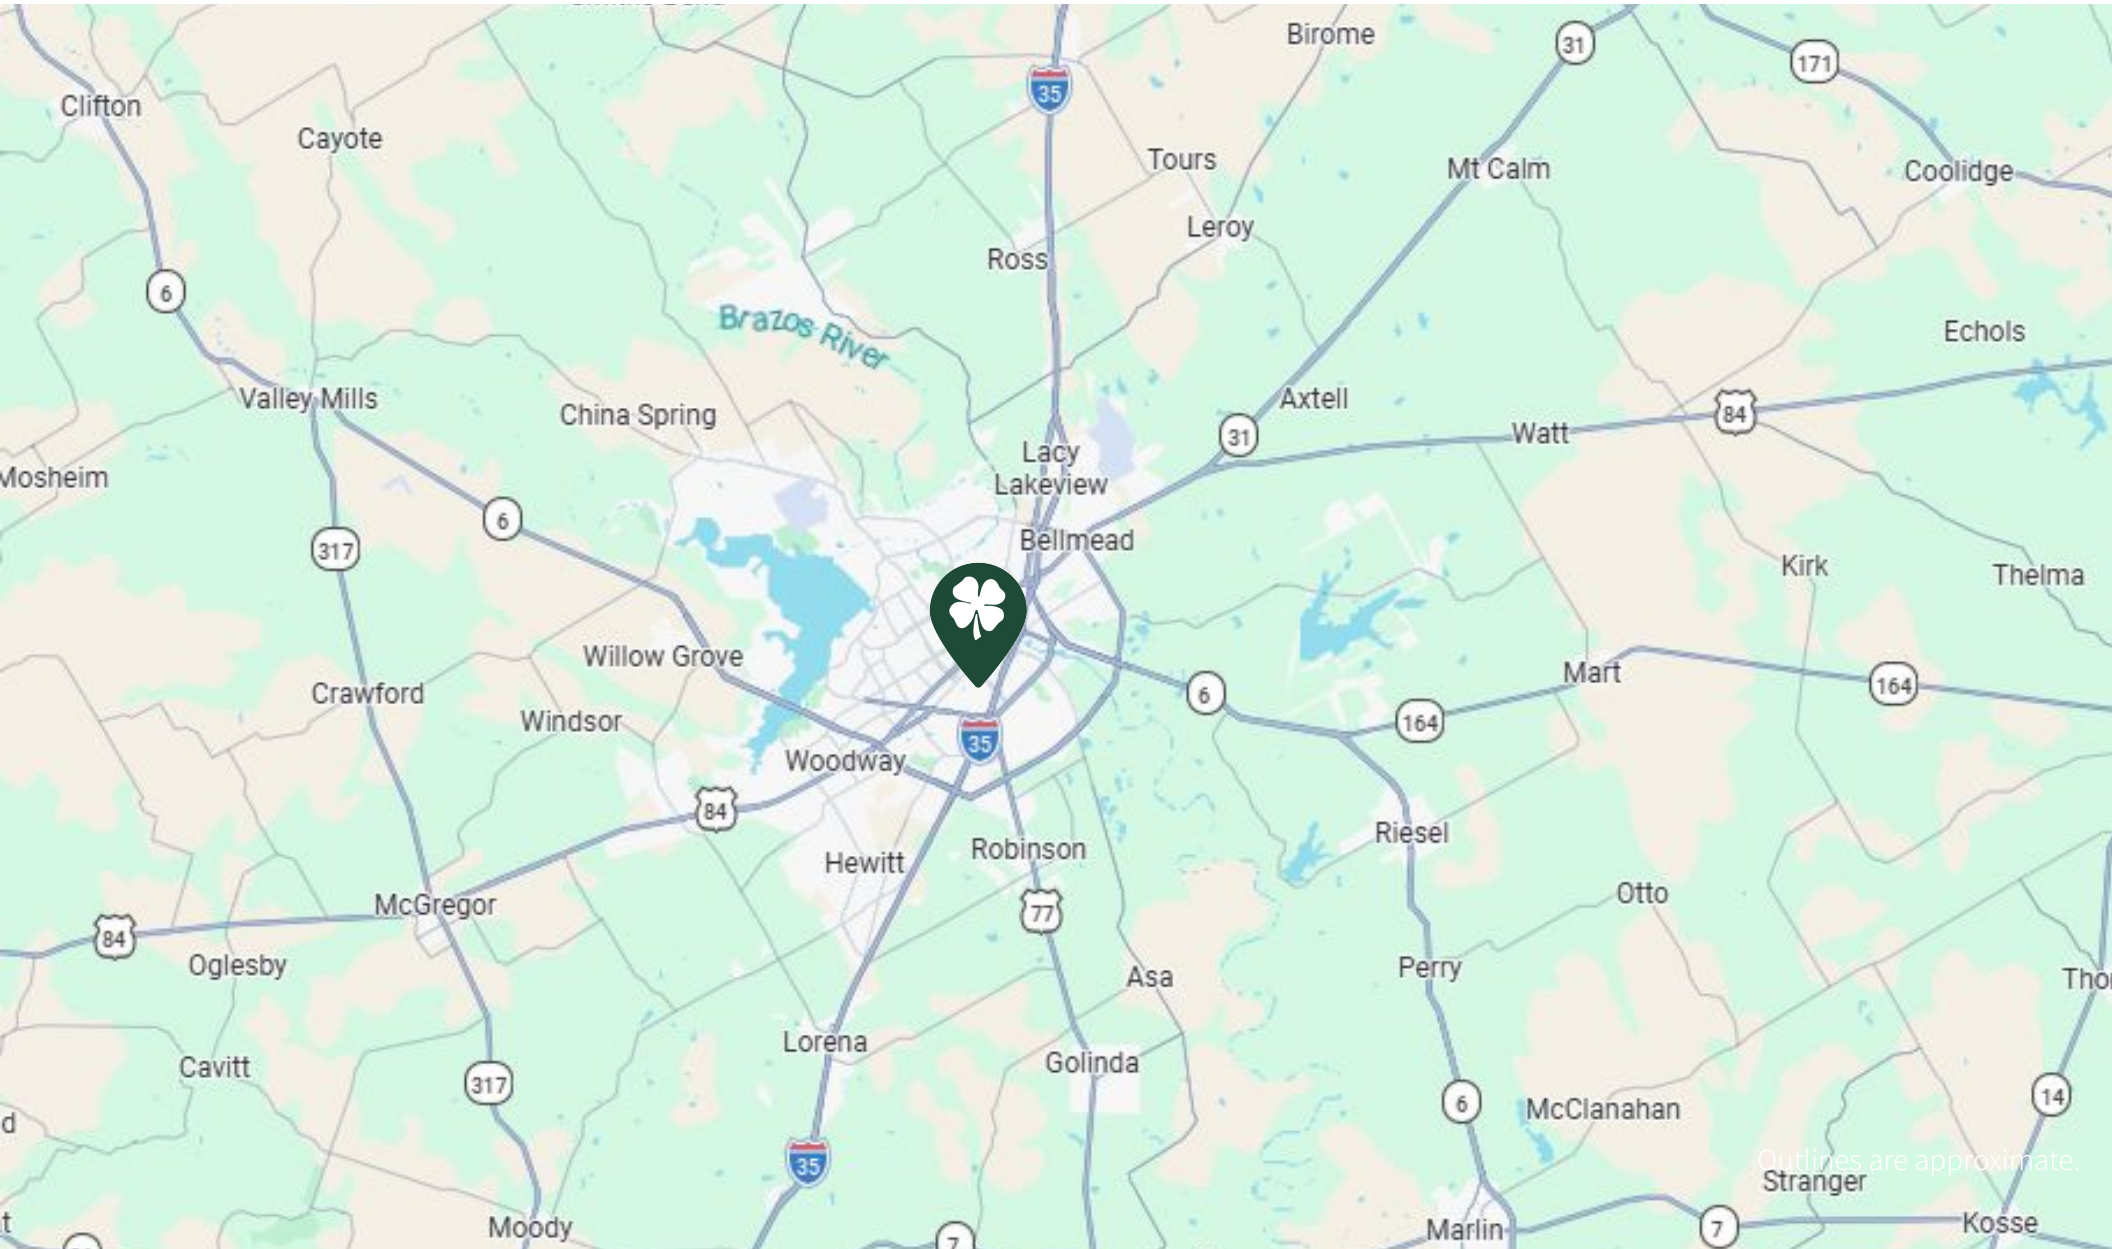 Birome
31
171
35
Clifton
Cayote
Tours
Mt Calm
Coolidge
Leroy
Ross
6
Brazos River
Echols
Valley Mills
China Spring
Axtell
84
31
Watt
Lacy
Lakeview
Mosheim
6
317
Bellmead
Kirk
Thelma
Willow Grove
Mart
Crawford
6
164
164
Windsor
35
Woodway
84
Riesel
Robinson
Hewitt
Otto
McGregor
77
84
Oglesby
Perry
Asa
Thor
Lorena
Golinda
Cavitt
317
6
McClanahan
14
d
35
Outlines are approximate.
Stranger
t
Moody
Marlin
7
Kosse
7